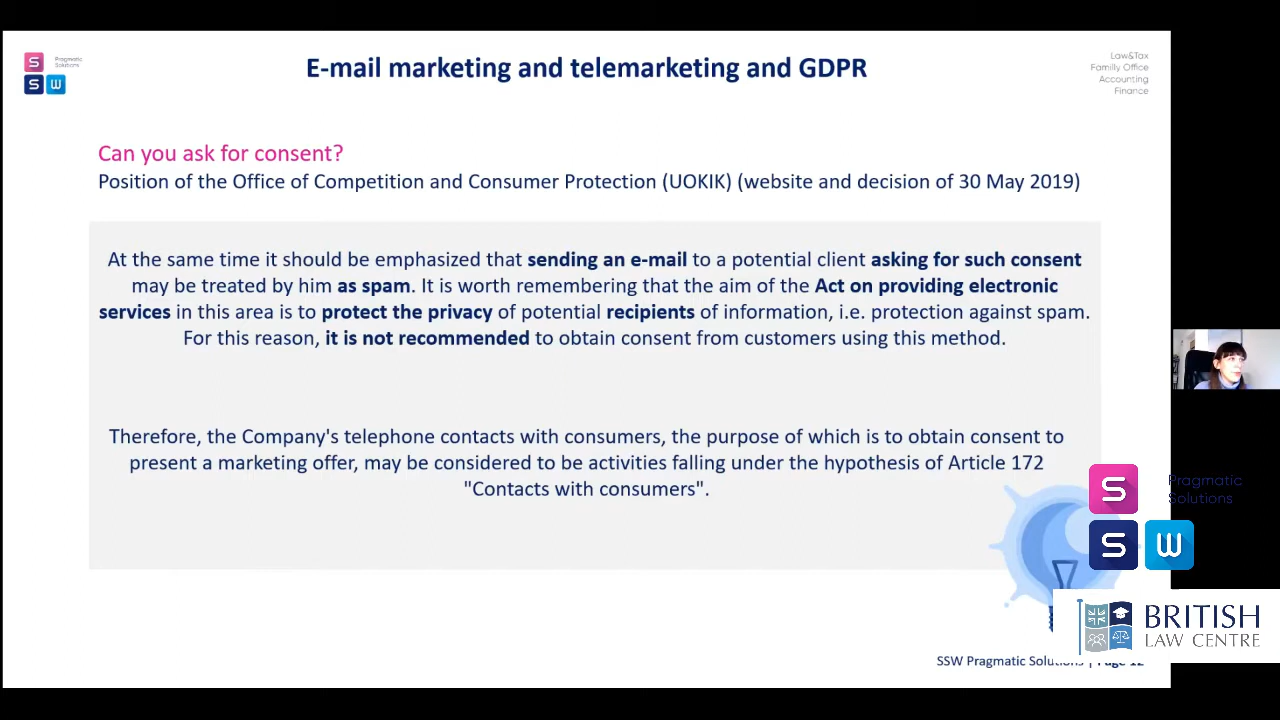 S
Pragmatic
Solutions
S W
E-mail marketing and telemarketing and GDPR
Law&Tax
Familly Office
Accounting
Finance
Can you ask for consent?
Position of the Office of Competition and Consumer Protection (UOKIK) (website and decision of 30 May 2019)
At the same time it should be emphasized that sending an e-mail to a potential client asking for such consent
may be treated by him as spam. It is worth remembering that the aim of the Act on providing electronic
services in this area is to protect the privacy of potential recipients of information, i.e. protection against spam.
For this reason, it is not recommended to obtain consent from customers using this method.
Therefore, the Company's telephone contacts with consumers, the purpose of which is to obtain consent to
present a marketing offer, may be considered to be activities falling under the hypothesis of Article 172
"Contacts with consumers".
S
Pragmatic
Solutions
S W
BRITISH
LAW CENTRE
SSW Pragmatic Solutions | Page 12